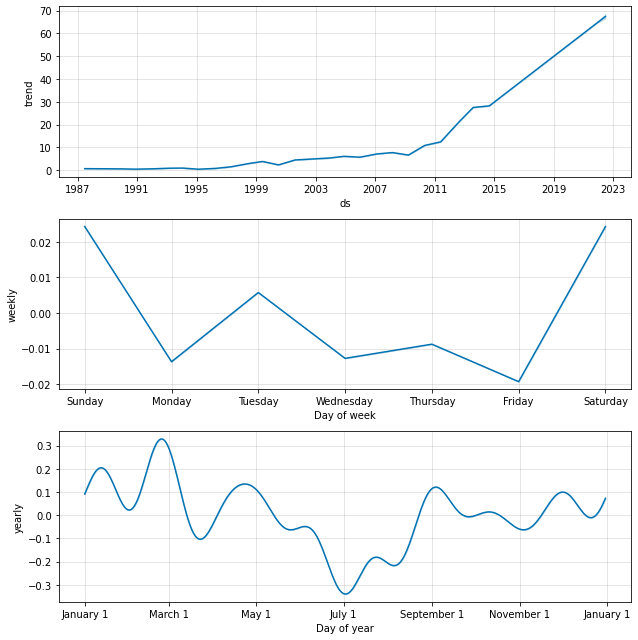 70
60
50
40
30
20
10
0
trend
1987 1991 1995 1999 2003 2007 2011 2015 2019 2023
ds
0.02
0.01
0.00
−0.01
−0.02
weekly
Sunday Monday Tuesday Wednesday Thursday Friday Saturday
Day of week
0.3
0.2
0.1
0.0
−0.1
−0.2
−0.3
yearly
January 1 March 1 May 1 July 1 September 1 November 1 January 1
Day of year